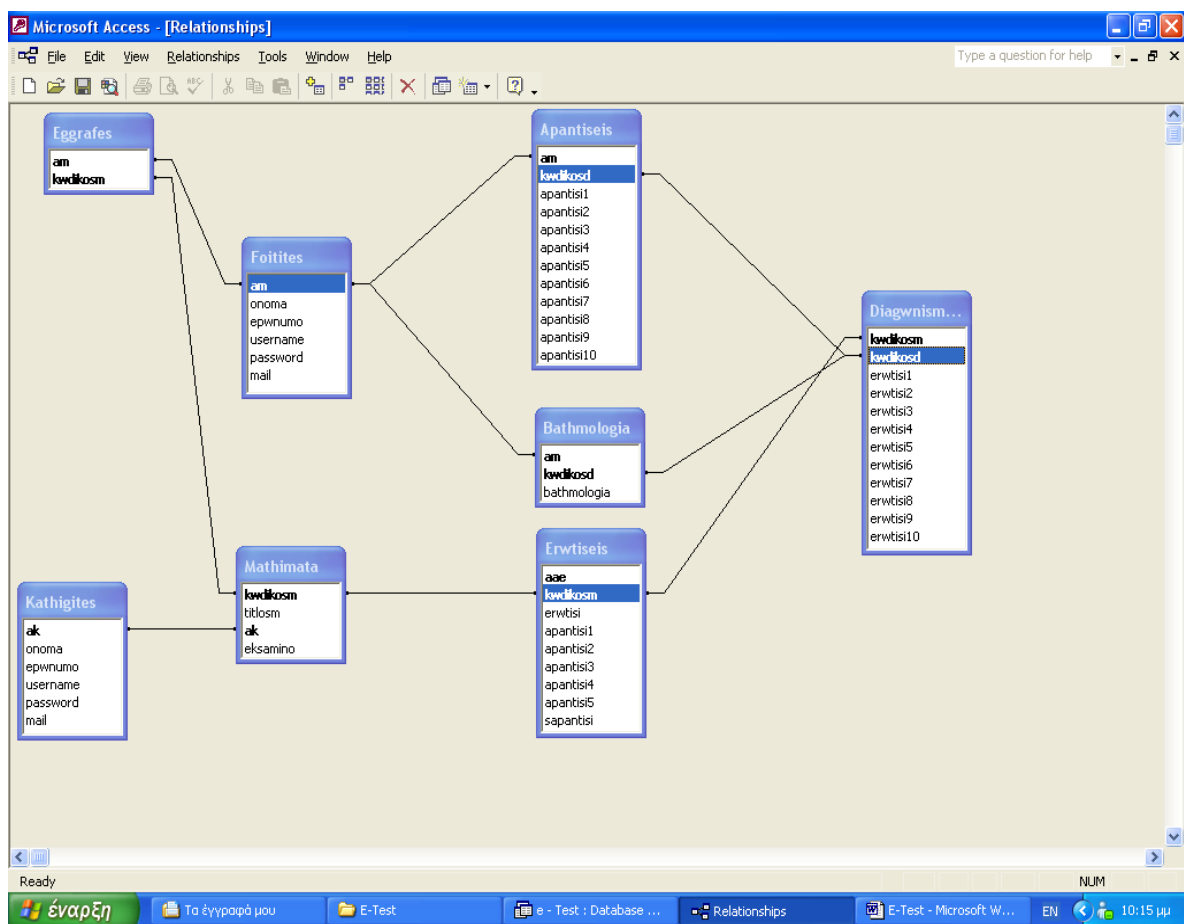 Microsoft Access - [Relationships]
File Edit View Relationships Tools Window Help
Type a question for help
Eggrafes
am
kwdikosm
Foitites
am
onoma
epwnumo
username
password
mail
Apantiseis
am
kwdikosd
apantisi1
apantisi2
apantisi3
apantisi4
apantisi5
apantisi6
apantisi7
apantisi8
apantisi9
apantisi10
Diagwnism...
kwdikosm
kwdikosd
erwtisi1
erwtisi2
erwtisi3
erwtisi4
erwtisi5
erwtisi6
erwtisi7
erwtisi8
erwtisi9
erwtisi10
Bathmologia
am
kwdikosd
bathmologia
Kathigites
ak
onoma
epwnumo
username
password
mail
Mathimata
kwdikosm
titlosm
ak
eksamino
Erwtiseis
aae
kwdikosm
erwtisi
apantisi1
apantisi2
apantisi3
apantisi4
apantisi5
sapantisi
Ready
NUM
έναρξη
Τα έγγραφά μου
E-Test
e - Test : Database ...
Relationships
E-Test - Microsoft W...
EN
10:15 μμ